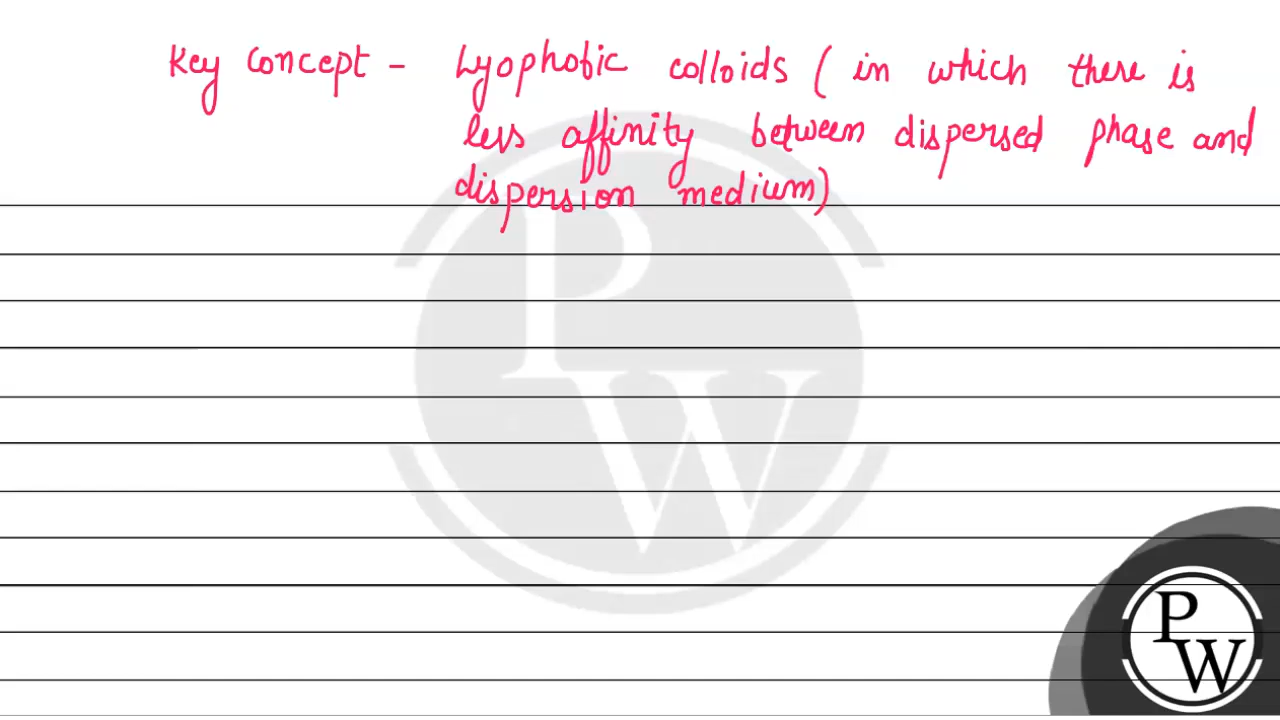 Key concept - Lyophobic colloids ( in which there is
less affinity between dispersed phase and
dispersion medium)
P
W
P
W